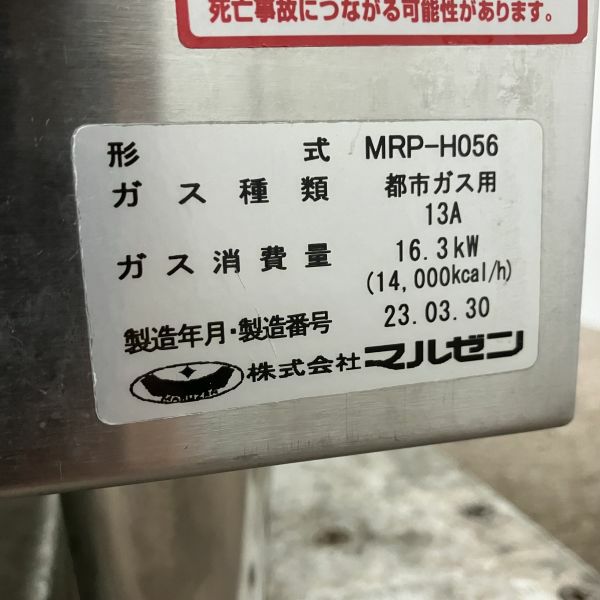 死亡事故につながる可能性があります。
形 式 MRP-H056
ガス種類 都市ガス用
13A
ガス消費量 16.3kW
(14,000kcal/h)
製造年月・製造番号 23.03.30
MARUZEN 株式会社マルゼン